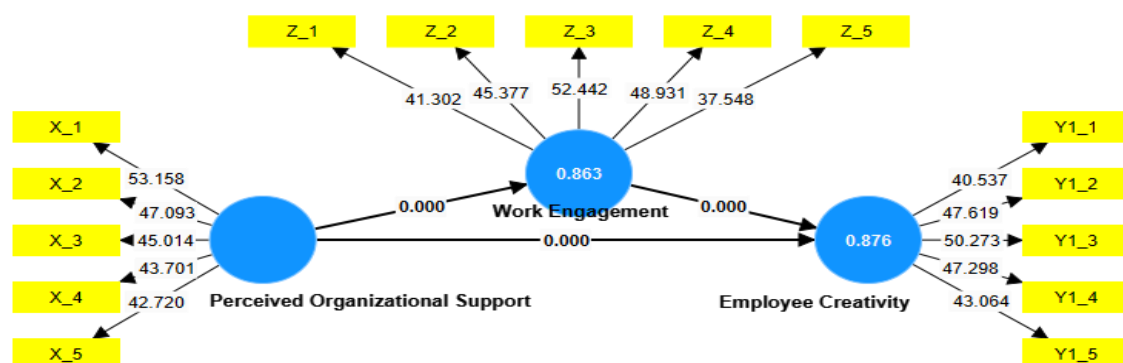 Z_1
Z_2
Z_3
Z_4
Z_5
41.302
45.377
52.442
48.931
37.548
X_1
X_2
X_3
X_4
X_5
53.158
47.093
45.014
43.701
42.720
0.863
Work Engagement
0.000
0.000
0.000
Perceived Organizational Support
0.876
Employee Creativity
40.537
47.619
50.273
47.298
43.064
Y1_1
Y1_2
Y1_3
Y1_4
Y1_5